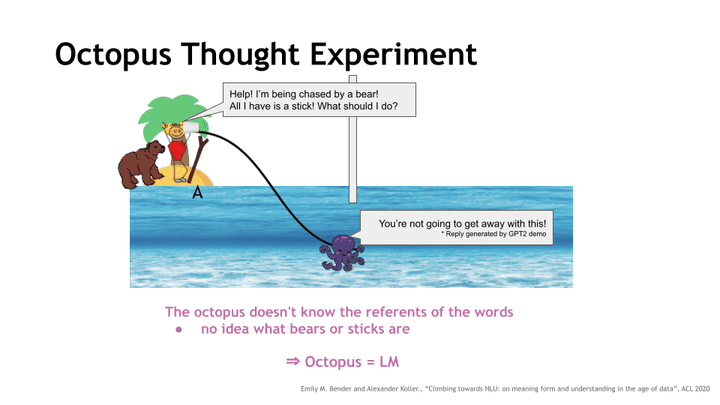 Octopus Thought Experiment
Help! I'm being chased by a bear!
All I have is a stick! What should I do?
A
You're not going to get away with this!
* Reply generated by GPT2 demo
The octopus doesn't know the referents of the words
● no idea what bears or sticks are
⇒ Octopus = LM
Emily M. Bender and Alexander Koller., “Climbing towards NLU: on meaning form and understanding in the age of data”, ACL 2020